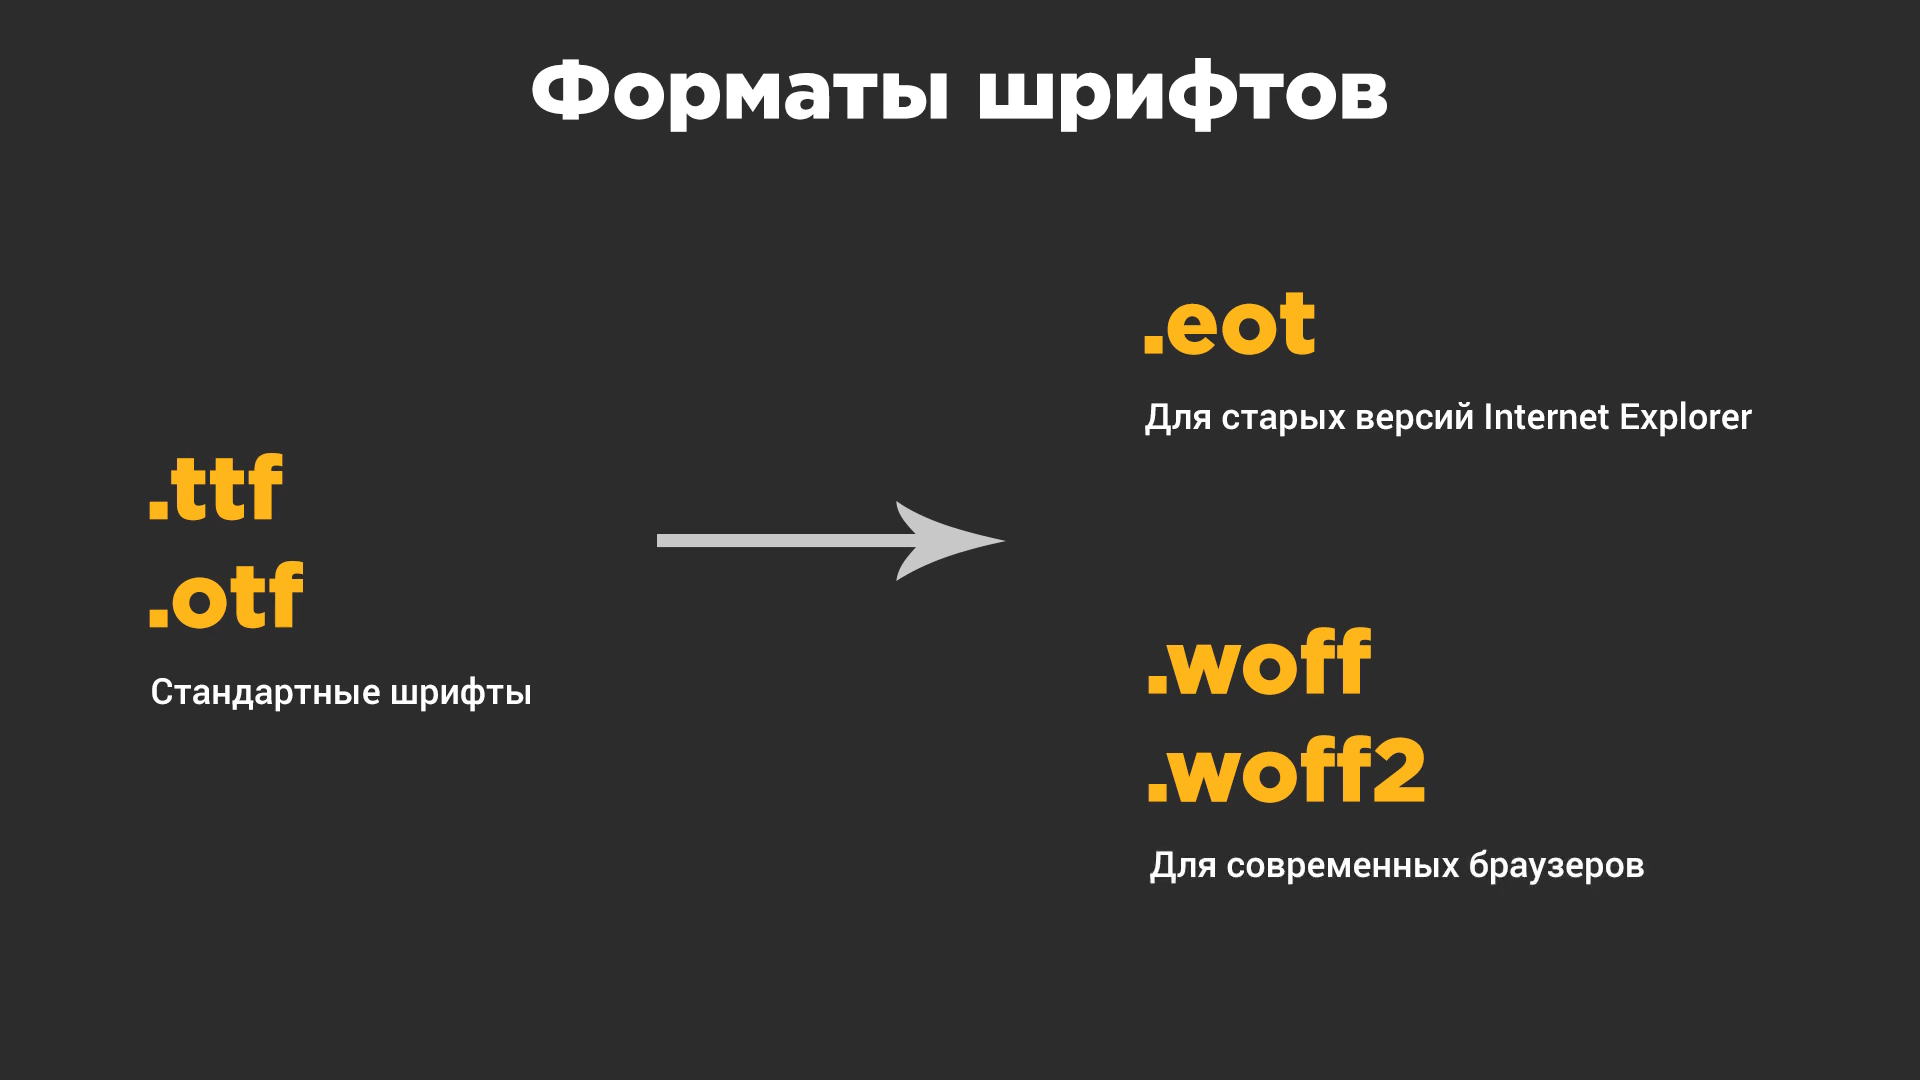 Форматы шрифтов
.ttf
.otf
Стандартные шрифты
.eot
Для старых версий Internet Explorer
.woff
.woff2
Для современных браузеров